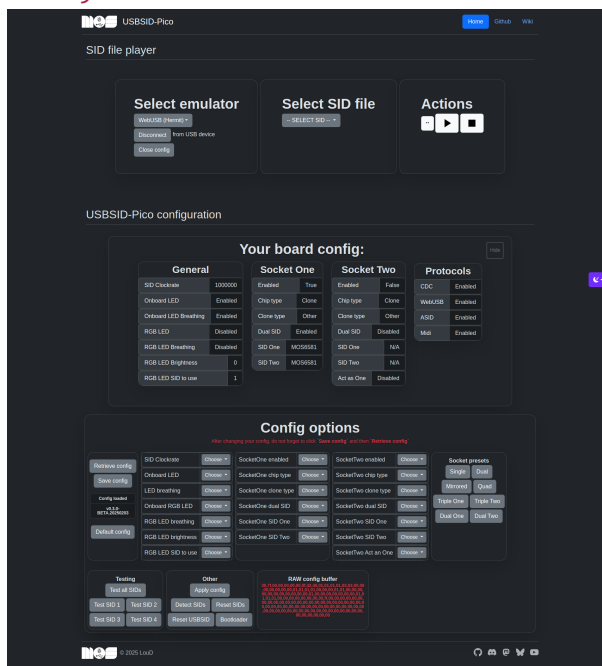 USBSID-Pico
Home Github Wiki
SID file player
Select emulator
WebUSB (Hermit)
Disconnect from USB device
Close config
Select SID file
-- SELECT SID --
Actions
USBSID-Pico configuration
Your board config:
Hide
General
SID Clockrate 1000000
Onboard LED Enabled
Onboard LED Breathing Enabled
RGB LED Disabled
RGB LED Breathing Disabled
RGB LED Brightness 0
RGB LED SID to use 1
Socket One
Enabled True
Chip type Clone
Clone type Other
Dual SID Enabled
SID One MOS6581
SID Two MOS6581
Socket Two
Enabled False
Chip type Clone
Clone type Other
Dual SID Disabled
SID One N/A
SID Two N/A
Act as One Disabled
Protocols
CDC Enabled
WebUSB Enabled
ASID Enabled
Midi Enabled
Config options
After changing your config, do not forget to click 'Save config' and then 'Retrieve config'
Retrieve config
Save config
Config loaded
v0.3.0-
BETA.20250203
Default config
SID Clockrate Choose
Onboard LED Choose
LED breathing Choose
Onboard RGB LED Choose
RGB LED breathing Choose
RGB LED brightness Choose
RGB LED SID to use Choose
SocketOne enabled Choose
SocketOne chip type Choose
SocketOne clone type Choose
SocketOne dual SID Choose
SocketOne SID One Choose
SocketOne SID Two Choose
SocketTwo enabled Choose
SocketTwo chip type Choose
SocketTwo clone type Choose
SocketTwo dual SID Choose
SocketTwo SID One Choose
SocketTwo SID Two Choose
SocketTwo Act an One Choose
Socket presets
Single Dual
Mirrored Quad
Triple One Triple Two
Dual One Dual Two
Testing
Test all SIDs
Test SID 1 Test SID 2
Test SID 3 Test SID 4
Other
Apply config
Detect SIDs Reset SIDs
Reset USBSID Bootloader
RAW config buffer
© 2025 LouD